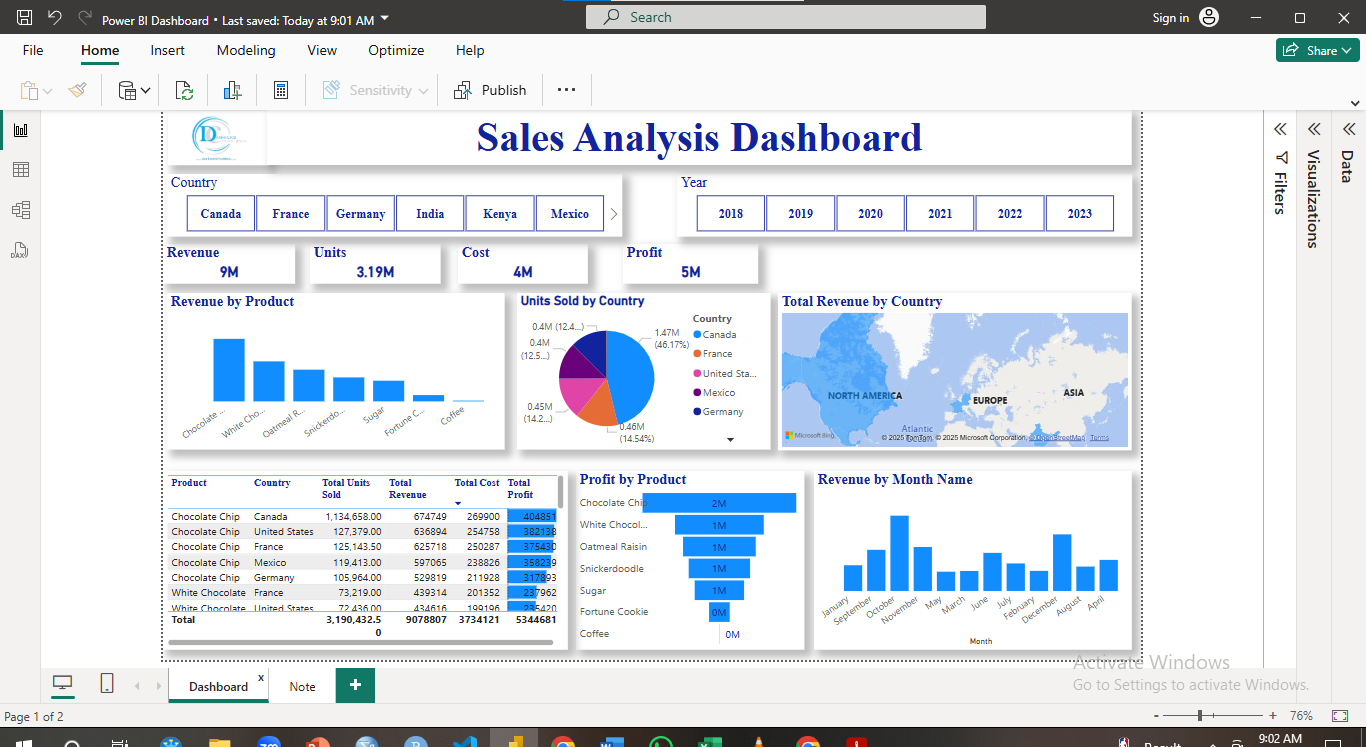 Power BI Dashboard • Last saved: Today at 9:01 AM
Search
Sign in
File Home Insert Modeling View Optimize Help
Share
Sensitivity
Publish
Sales Analysis Dashboard
Country
Canada France Germany India Kenya Mexico
Year
2018 2019 2020 2021 2022 2023
Revenue
9M
Units
3.19M
Cost
4M
Profit
5M
Revenue by Product
Chocolate ...
White Cho...
Oatmeal R...
Snickerdo...
Sugar
Fortune C...
Coffee
Units Sold by Country
0.4M (12.4...)
0.4M
(12.5...)
0.45M
(14.2...)
1.47M
(46.17%)
0.46M
(14.54%)
Country
Canada
France
United Sta...
Mexico
Germany
Total Revenue by Country
NORTH AMERICA
EUROPE
ASIA
Atlantic
Microsoft Bing
© 2025 TomTom, © 2025 Microsoft Corporation, © OpenStreetMap Terms
Product Country Total Units Sold Total Revenue Total Cost Total Profit
Chocolate Chip Canada 1,134,658.00 674749 269900 404851
Chocolate Chip United States 127,379.00 636894 254758 382138
Chocolate Chip France 125,143.50 625718 250287 375430
Chocolate Chip Mexico 119,413.00 597065 238826 358239
Chocolate Chip Germany 105,964.00 529819 211928 317893
White Chocolate France 73,219.00 439314 201352 237962
White Chocolate United States 72,436.00 434616 199196 235420
Total 3,190,432.5
0 9078807 3734121 5344681
Profit by Product
Chocolate Chip 2M
White Chocol... 1M
Oatmeal Raisin 1M
Snickerdoodle 1M
Sugar 1M
Fortune Cookie 0M
Coffee 0M
Revenue by Month Name
January
September
October
November
May
March
June
July
February
December
August
April
Month
Filters
Visualizations
Data
Activate Windows
Go to Settings to activate Windows.
Dashboard x
Note
+
Page 1 of 2
- + 76%
9:02 AM